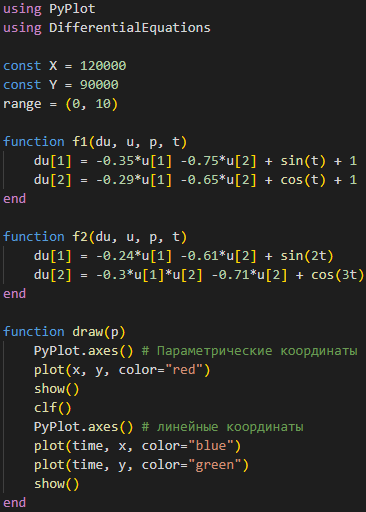 using PyPlot
using DifferentialEquations
const X = 120000
const Y = 90000
range = (0, 10)
function f1(du, u, p, t)
    du[1] = -0.35*u[1] -0.75*u[2] + sin(t) + 1
    du[2] = -0.29*u[1] -0.65*u[2] + cos(t) + 1
end
function f2(du, u, p, t)
    du[1] = -0.24*u[1] -0.61*u[2] + sin(2t)
    du[2] = -0.3*u[1]*u[2] -0.71*u[2] + cos(3t)
end
function draw(p)
    PyPlot.axes() # Параметрические координаты
    plot(x, y, color="red")
    show()
    clf()
    PyPlot.axes() # линейные координаты
    plot(time, x, color="blue")
    plot(time, y, color="green")
    show()
end